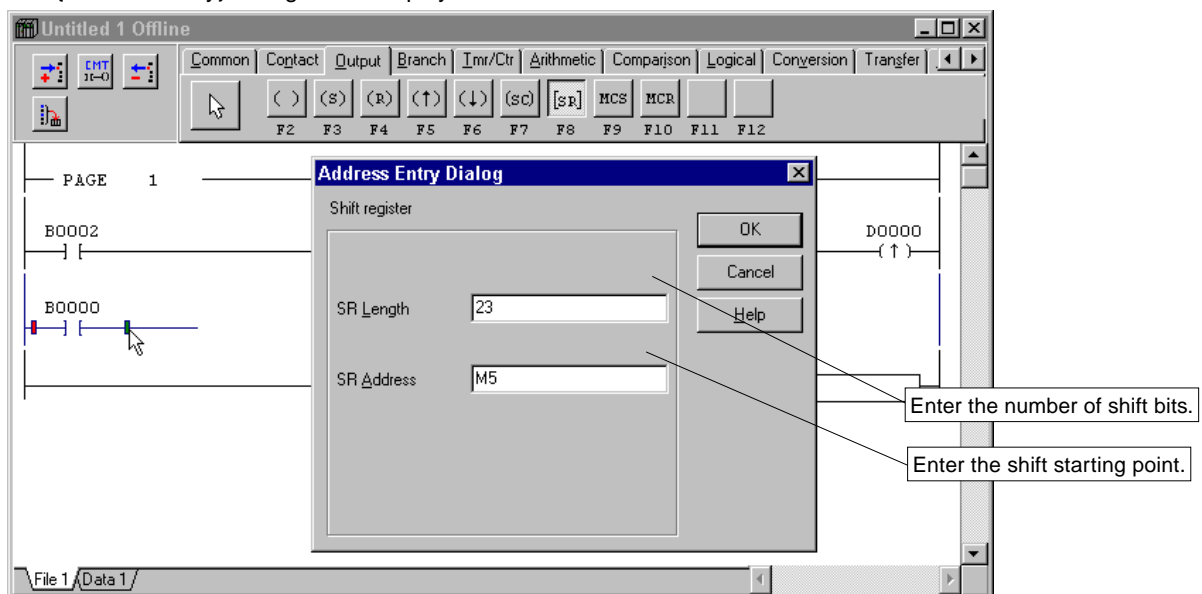 Untitled 1 Offline
Common Contact Output Branch Tmr/Ctr Arithmetic Comparison Logical Conversion Transfer
CMT
( ) (S) (R) (↑) (↓) (SC) [SR] MCS MCR
F2 F3 F4 F5 F6 F7 F8 F9 F10 F11 F12
PAGE 1
Address Entry Dialog
Shift register
B0002
OK
D0000
(↑)
Cancel
B0000
SR Length 23
Help
SR Address M5
Enter the number of shift bits.
Enter the shift starting point.
File 1 Data 1